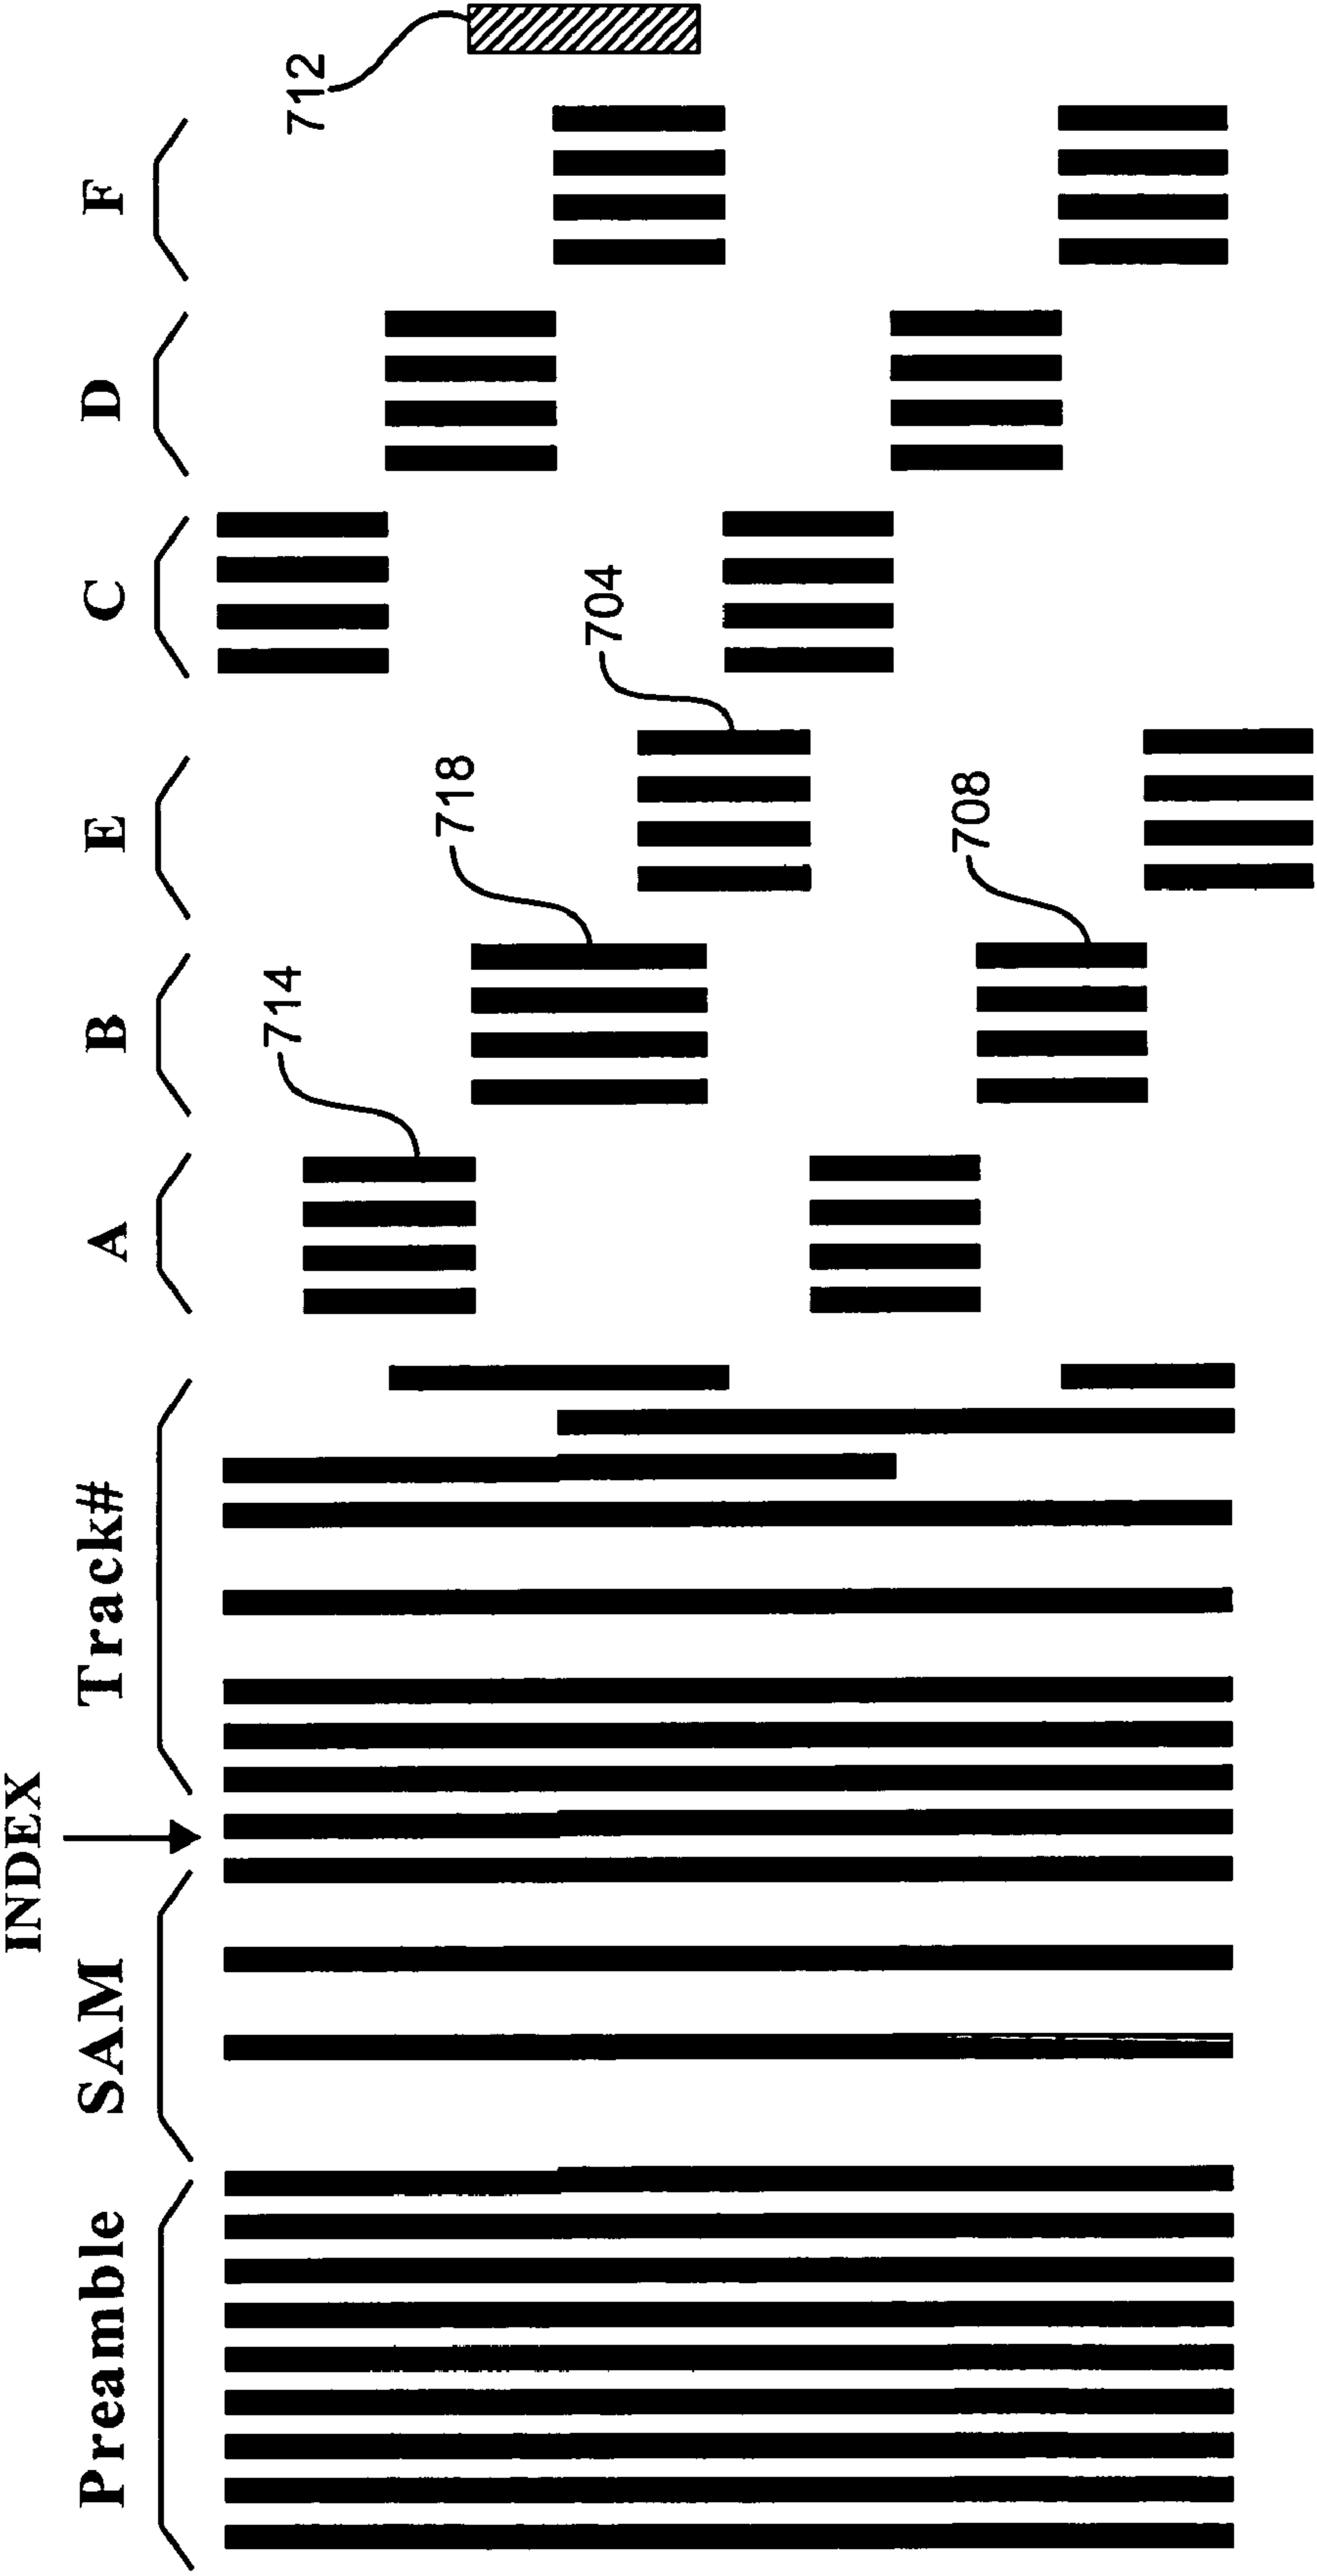 INDEX
Preamble
SAM
Track#
A
B
E
C
D
F
714
718
708
704
712